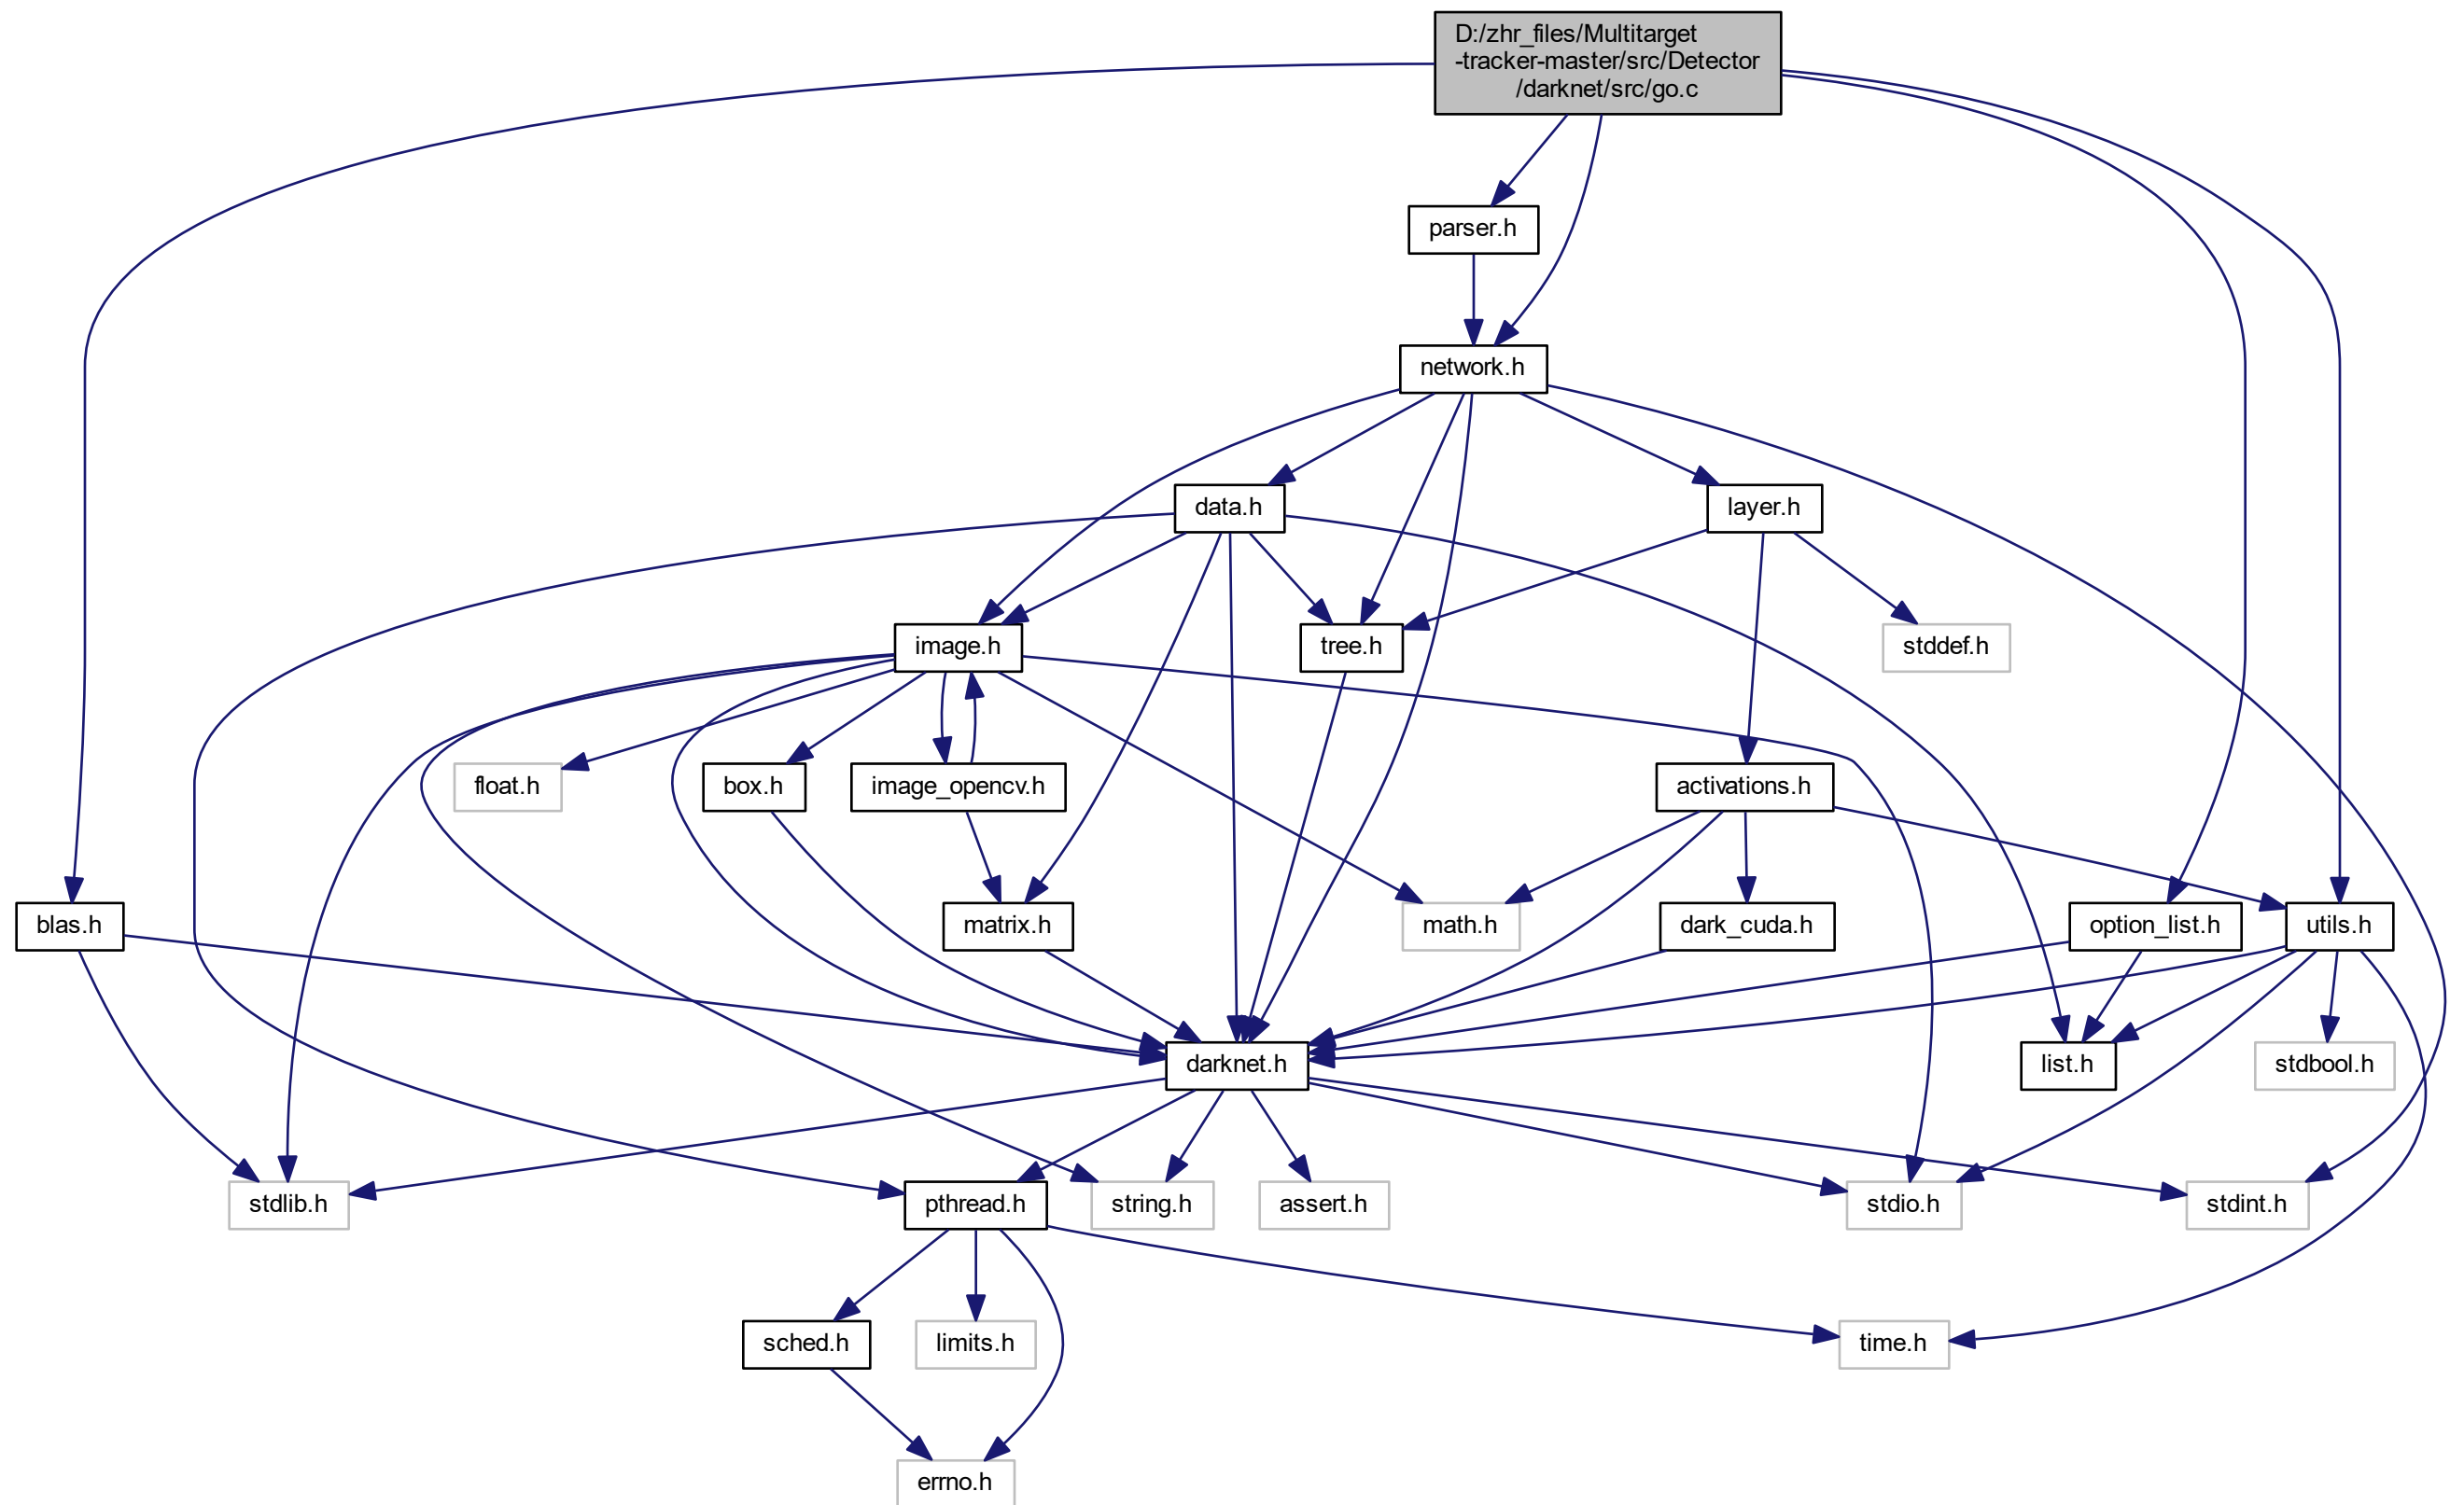 D:/zhr_files/Multitarget
-tracker-master/src/Detector
/darknet/src/go.c
parser.h
network.h
data.h
layer.h
image.h
tree.h
stddef.h
float.h
box.h
image_opencv.h
activations.h
blas.h
matrix.h
math.h
dark_cuda.h
option_list.h
utils.h
darknet.h
list.h
stdbool.h
stdlib.h
pthread.h
string.h
assert.h
stdio.h
stdint.h
sched.h
limits.h
time.h
errno.h